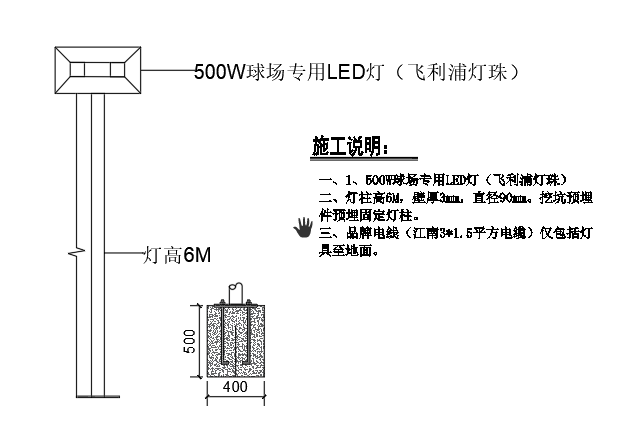 500W球场专用LED灯（飞利浦灯珠）
施工说明：
一、1、500W球场专用LED灯（飞利浦灯珠）
二、灯柱高6M，壁厚3mm，直径90mm。挖坑预埋
件预埋固定灯柱。
三、品牌电线（江南3*1.5平方电缆）仅包括灯
具至地面。
灯高6M
500
400